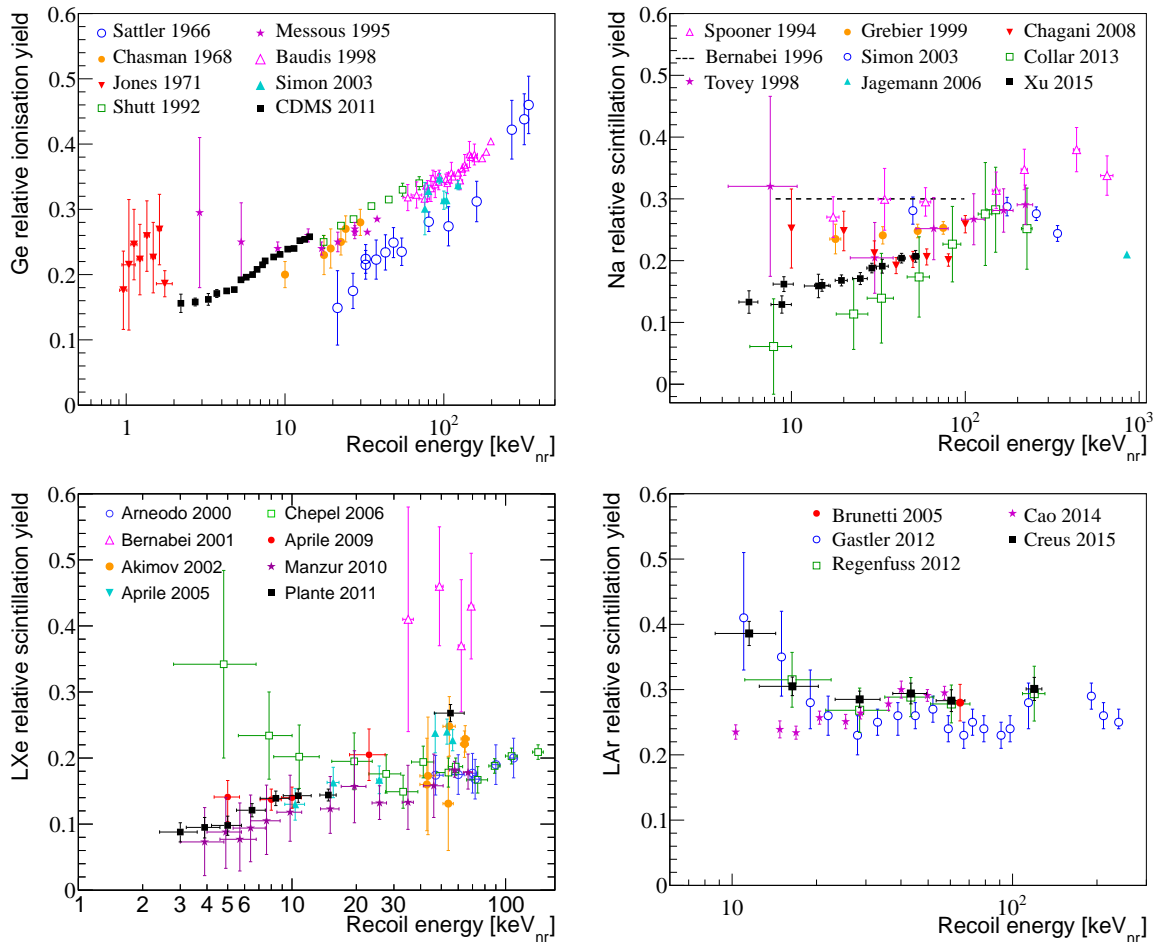 Ge relative ionisation yield
0.6
0.5
0.4
0.3
0.2
0.1
0
Sattler 1966
Chasman 1968
Jones 1971
Shutt 1992
Messous 1995
Baudis 1998
Simon 2003
CDMS 2011
1
10
10²
Recoil energy [keVnr]
Na relative scintillation yield
0.6
0.5
0.4
0.3
0.2
0.1
0
Spooner 1994
Bernabei 1996
Tovey 1998
Grebier 1999
Simon 2003
Jagemann 2006
Chagani 2008
Collar 2013
Xu 2015
10
10²
10³
Recoil energy [keVnr]
LXe relative scintillation yield
0.6
0.5
0.4
0.3
0.2
0.1
0
Arneodo 2000
Bernabei 2001
Akimov 2002
Aprile 2005
Chepel 2006
Aprile 2009
Manzur 2010
Plante 2011
1
2
3
4
5
6
10
20
30
100
Recoil energy [keVnr]
LAr relative scintillation yield
0.6
0.5
0.4
0.3
0.2
0.1
0
Brunetti 2005
Gastler 2012
Regenfuss 2012
Cao 2014
Creus 2015
10
10²
Recoil energy [keVnr]